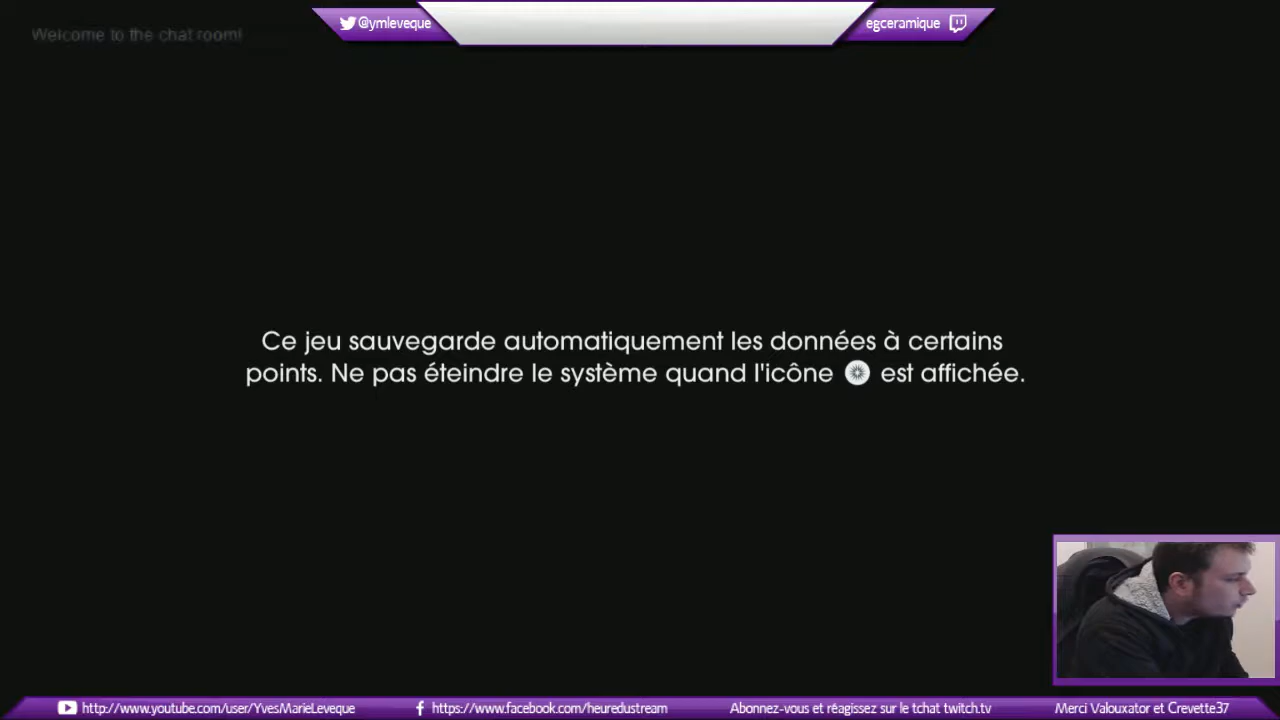 Welcome to the chat room!
@ymleveque
egceramique
Ce jeu sauvegarde automatiquement les données à certains
points. Ne pas éteindre le système quand l'icône est affichée.
http://www.youtube.com/user/YvesMarieLeveque
https://www.facebook.com/heuredustream
Abonnez-vous et réagissez sur le tchat twitch.tv
Merci Valouxator et Crevette37